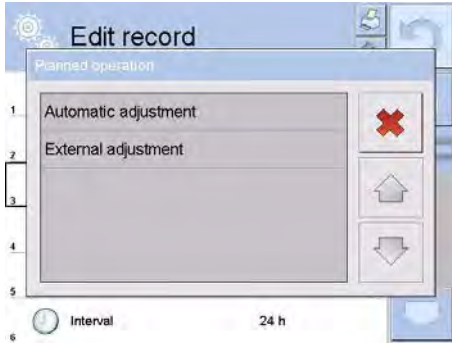 Edit record
Planned operation
1
Automatic adjustment
External adjustment
2
3
4
5
Interval 24 h
6